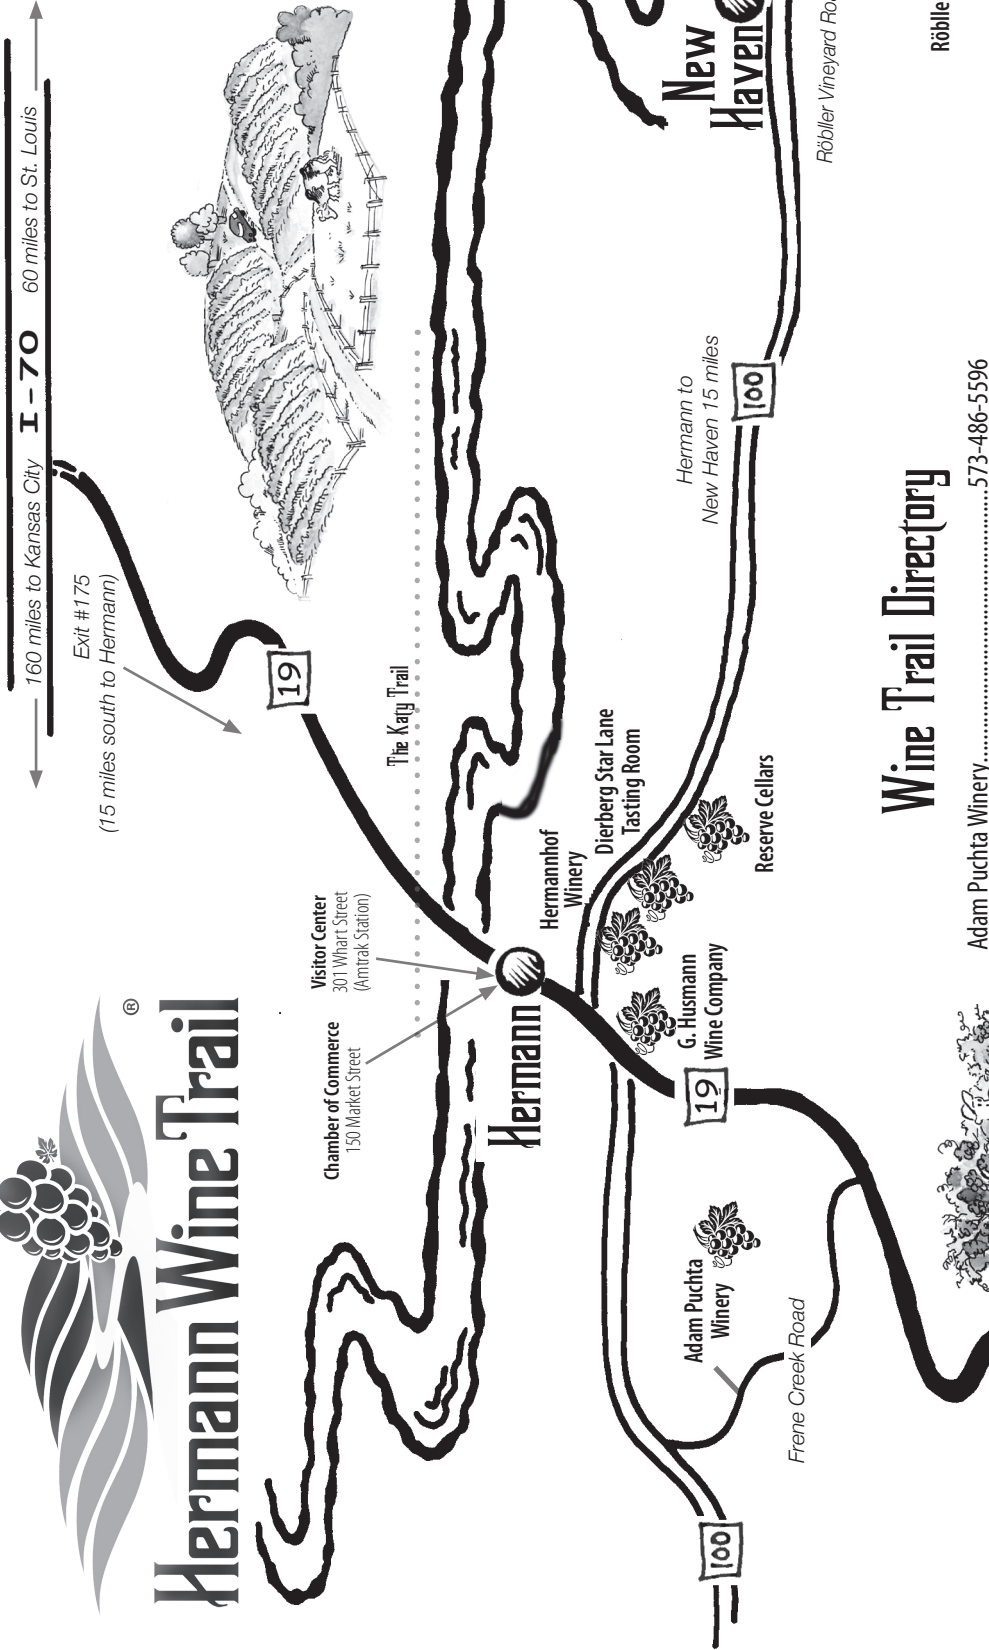 160 miles to Kansas City
I-70
60 miles to St. Louis
Exit #175
(15 miles south to Hermann)
19
®
Hermann Wine Trail
Visitor Center
301 Whart Street
(Amtrak Station)
Chamber of Commerce
150 Market Street
The Katy Trail
Hermann
Hermannhof
Winery
Dierberg Star Lane
Tasting Room
Hermann to
New Haven 15 miles
100
New
Haven
G. Husmann
Wine Company
Reserve Cellars
19
Adam Puchta
Winery
Frene Creek Road
100
Röbller Vineyard
Röbller
Wine Trail Directory
Adam Puchta Winery...............................................573-486-5596